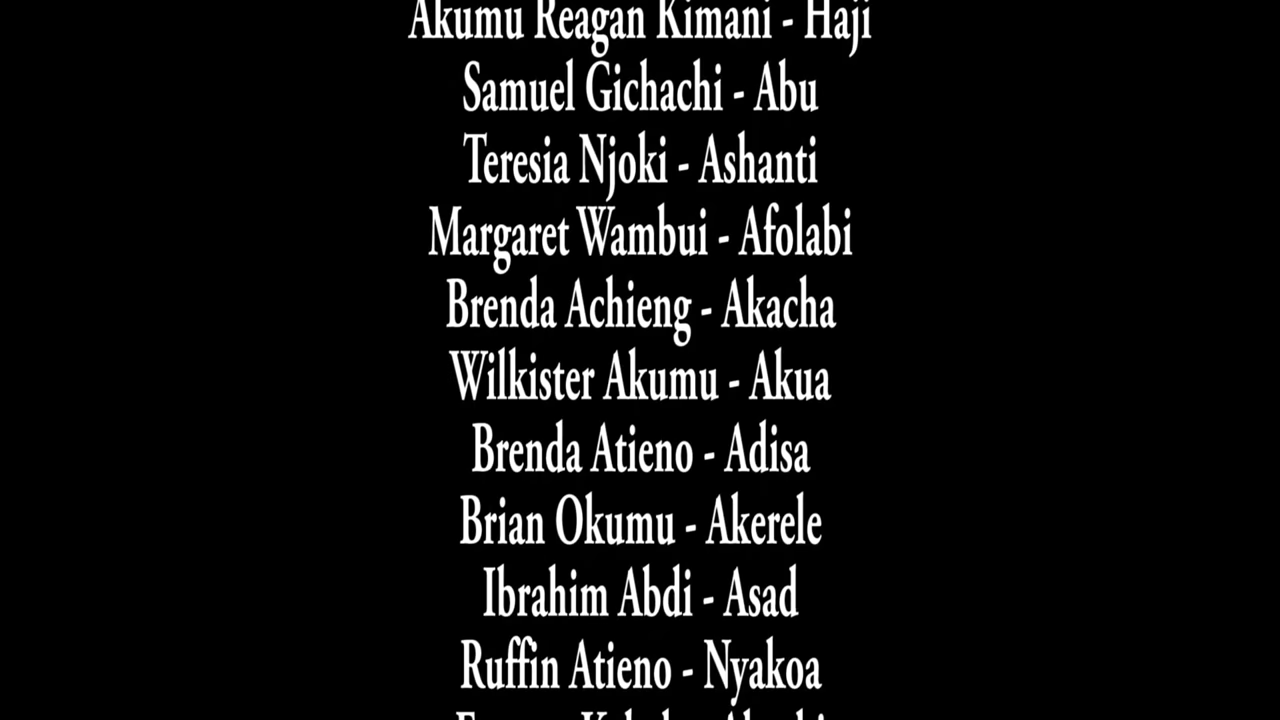 Akumu Reagan Kimani - Haji
Samuel Gichachi - Abu
Teresia Njoki - Ashanti
Margaret Wambui - Afolabi
Brenda Achieng - Akacha
Wilkister Akumu - Akua
Brenda Atieno - Adisa
Brian Okumu - Akerele
Ibrahim Abdi - Asad
Ruffin Atieno - Nyakoa